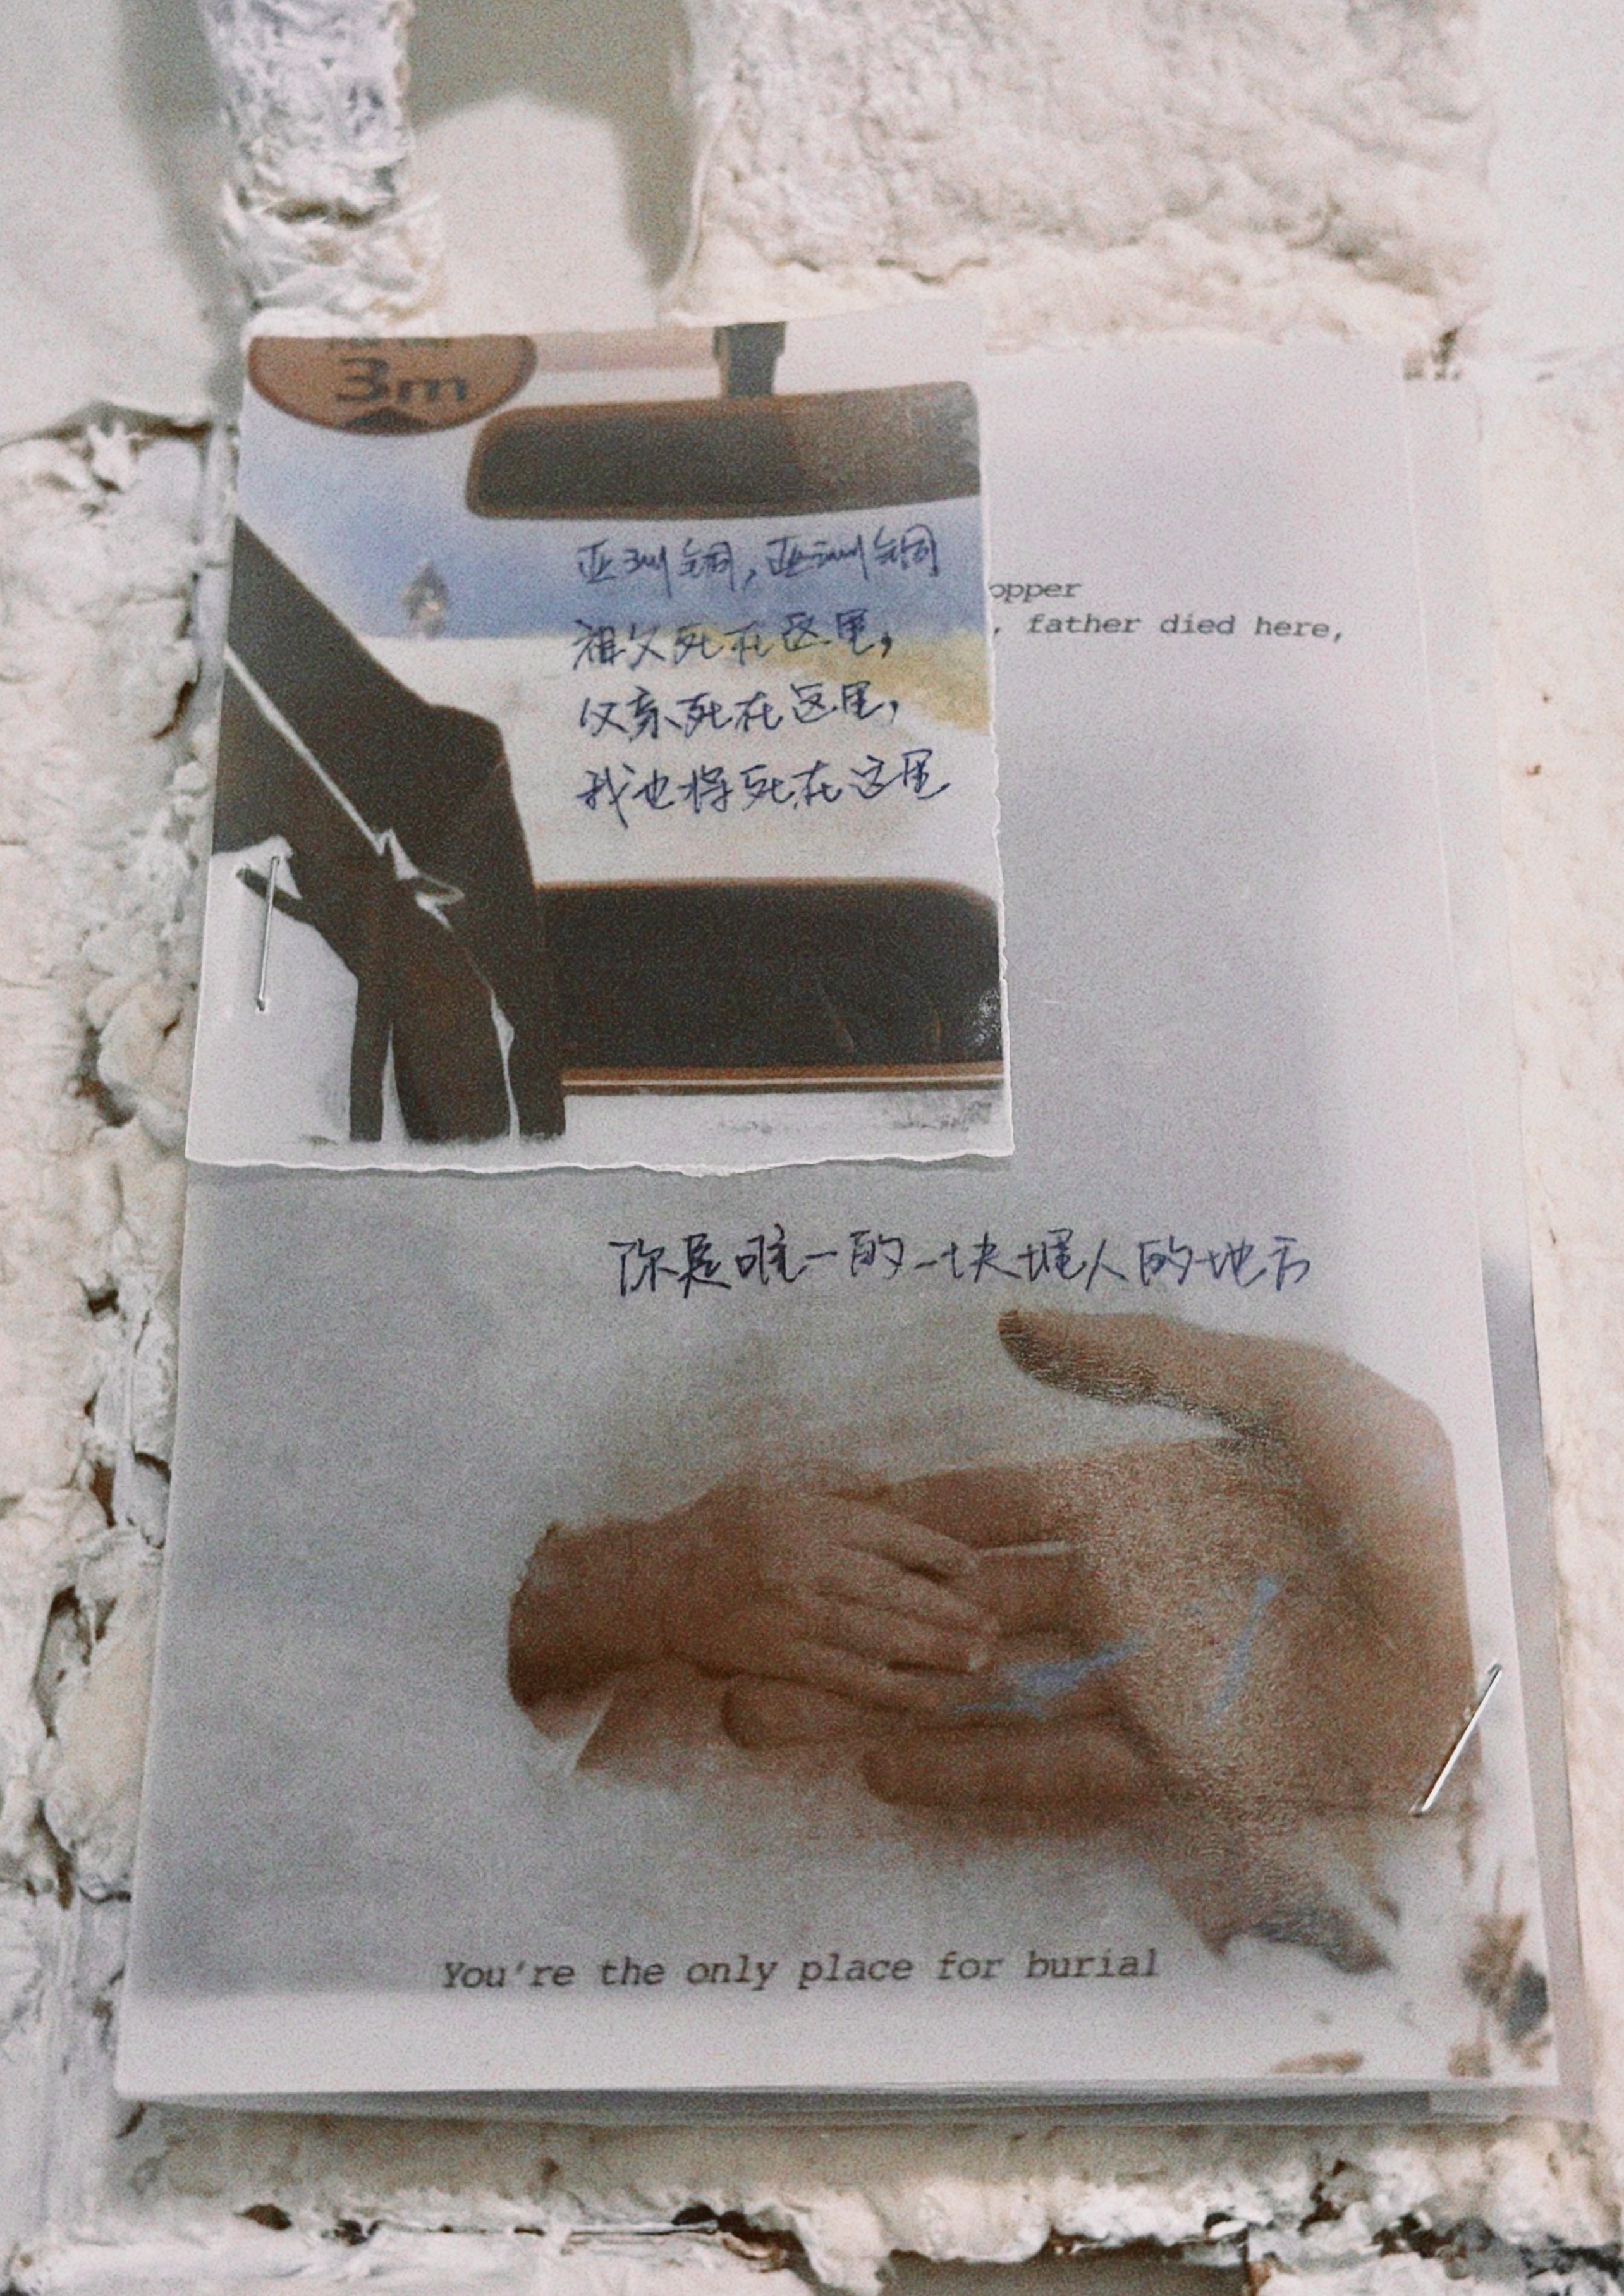 3m
亚洲铜，亚洲铜
祖父死在这里，
父亲死在这里，
我也将死在这里
opper
, father died here,
你是唯一的一块埋人的地方
You're the only place for burial